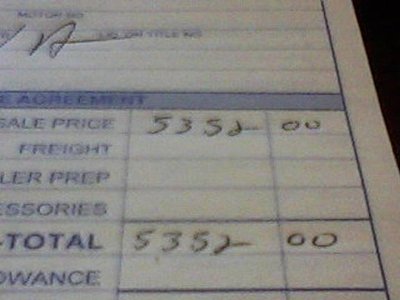 MOTOR NO
LIC. OR TITLE NO
E AGREEMENT
SALE PRICE 5352 00
FREIGHT
LER PREP
ESSORIES
-TOTAL 5352 00
OWANCE